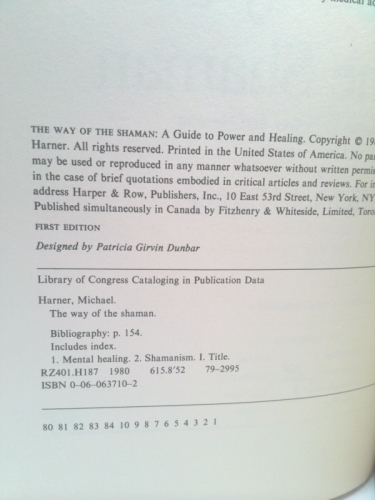 medical
THE WAY OF THE SHAMAN: A Guide to Power and Healing. Copyright © 19
Harner. All rights reserved. Printed in the United States of America. No
may be used or reproduced in any manner whatsoever without written
in the case of brief quotations embodied in critical articles and reviews. For
address Harper & Row, Publishers, Inc., 10 East 53rd Street, New York, NY
Published simultaneously in Canada by Fitzhenry & Whiteside, Limited,
FIRST EDITION
Designed by Patricia Girvin Dunbar
Library of Congress Cataloging in Publication Data
Harner, Michael.
The way of the shaman.
Bibliography: p. 154.
Includes index.
1. Mental healing. 2. Shamanism. I. Title.
RZ401.H187 1980 615.8'52 79-2995
ISBN 0-06-063710-2
80 81 82 83 84 10 9 8 7 6 5 4 3 2 1